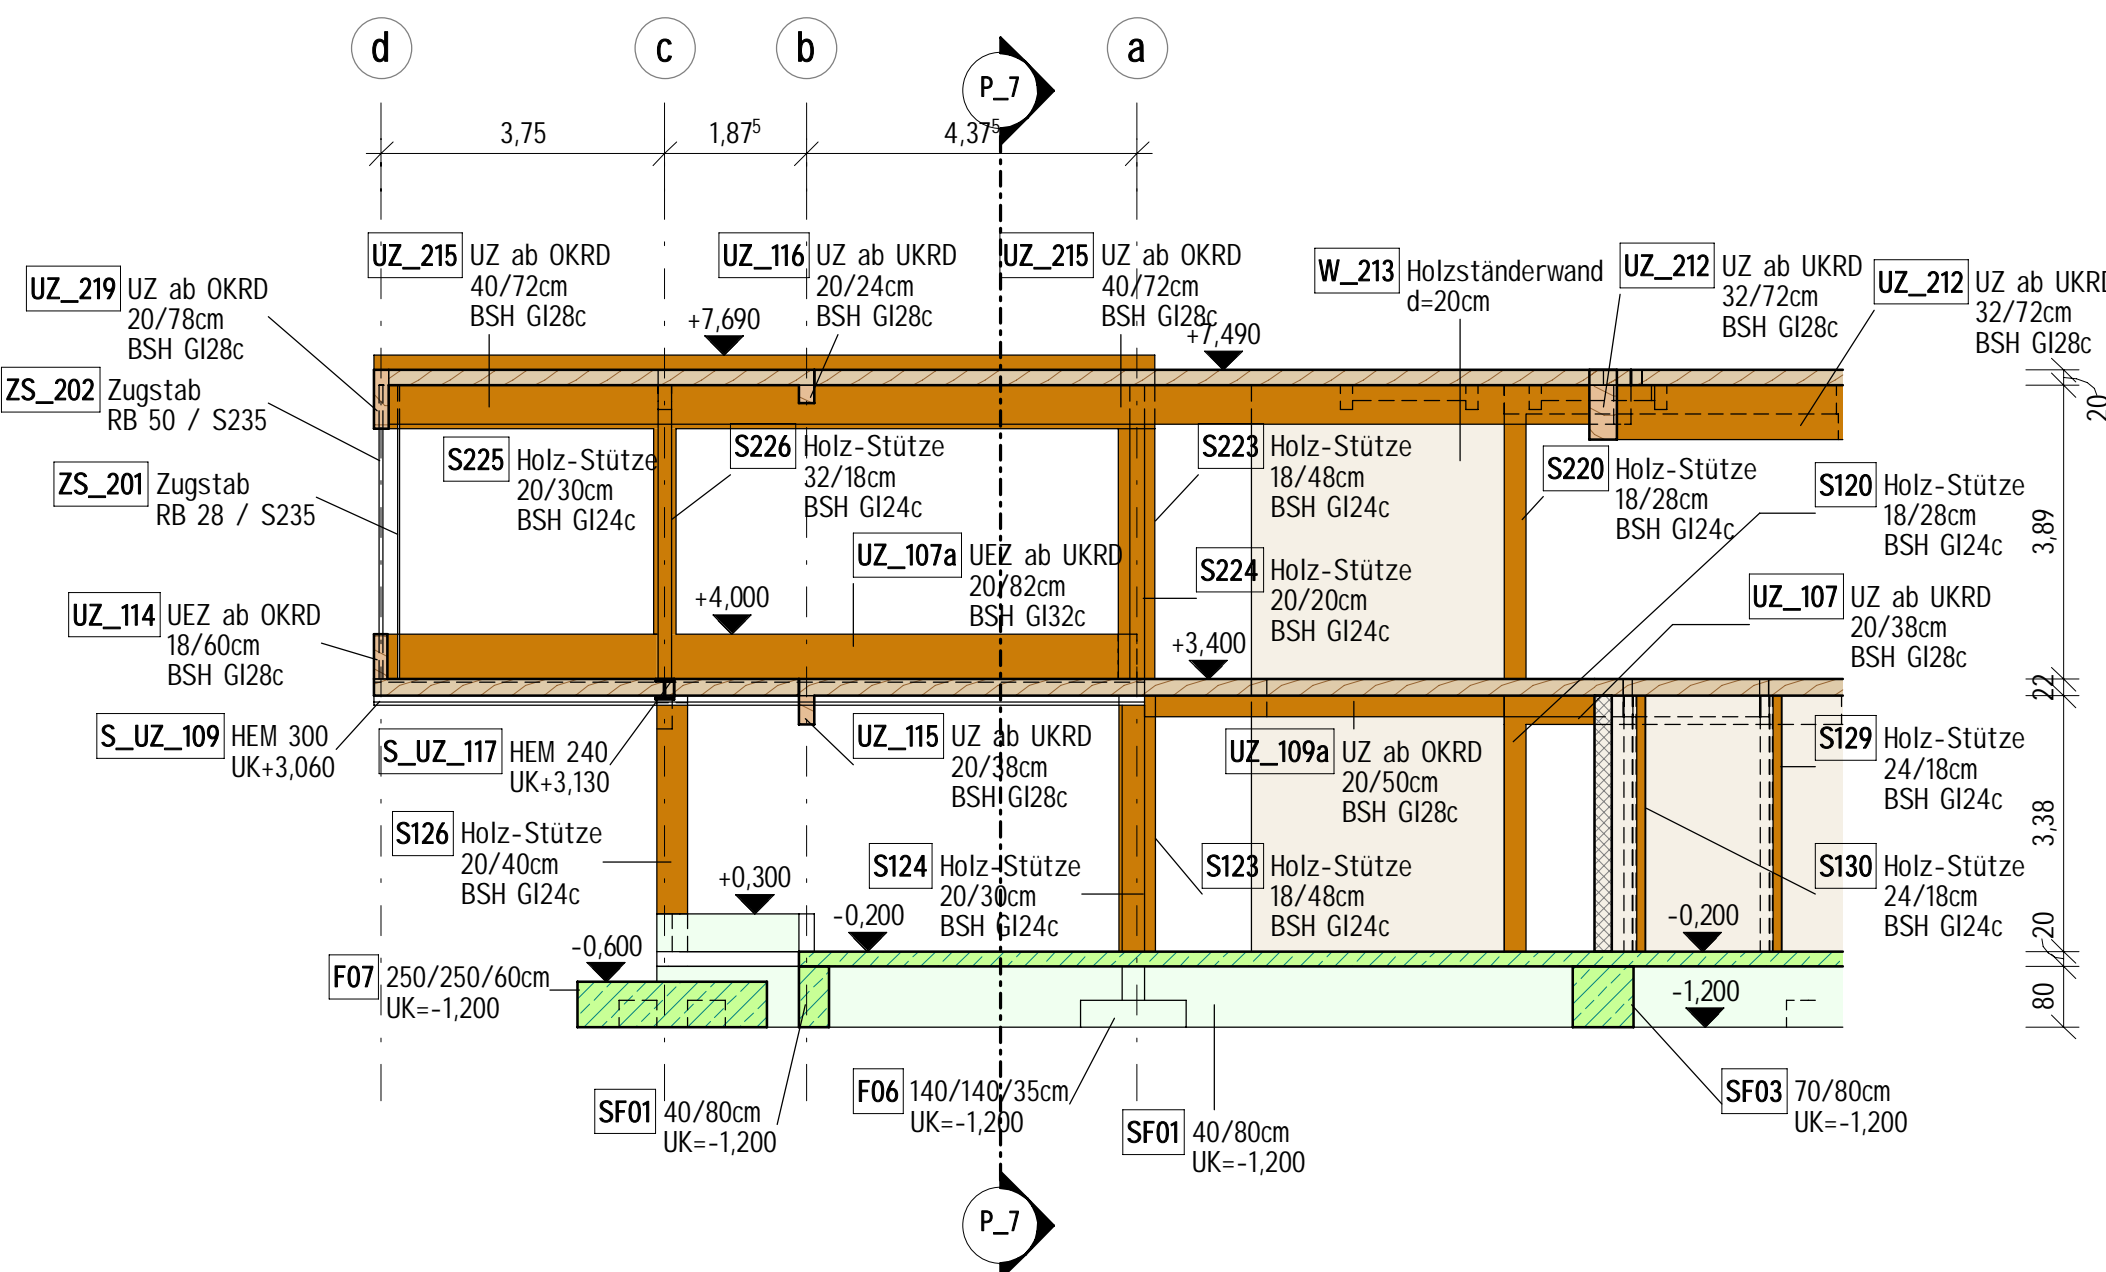 d
c
b
a
P_7
3,75
1,87⁵
4,37⁵
UZ_215 UZ ab OKRD
40/72cm
BSH Gl28c
UZ_116 UZ ab UKRD
20/24cm
BSH Gl28c
UZ_215 UZ ab OKRD
40/72cm
BSH Gl28c
W_213 Holzständerwand
d=20cm
UZ_212 UZ ab UKRD
32/72cm
BSH Gl28c
UZ_212 UZ ab UKRD
32/72cm
BSH Gl28c
UZ_219 UZ ab OKRD
20/78cm
BSH Gl28c
+7,690
+7,490
ZS_202 Zugstab
RB 50 / S235
ZS_201 Zugstab
RB 28 / S235
S225 Holz-Stütze
20/30cm
BSH Gl24c
S226 Holz-Stütze
32/18cm
BSH Gl24c
S223 Holz-Stütze
18/48cm
BSH Gl24c
S220 Holz-Stütze
18/28cm
BSH Gl24c
S120 Holz-Stütze
18/28cm
BSH Gl24c
UZ_107a UEZ ab UKRD
20/82cm
BSH Gl32c
S224 Holz-Stütze
20/20cm
BSH Gl24c
UZ_107 UZ ab UKRD
20/38cm
BSH Gl28c
UZ_114 UEZ ab OKRD
18/60cm
BSH Gl28c
+4,000
+3,400
S_UZ_109 HEM 300
UK+3,060
S_UZ_117 HEM 240
UK+3,130
UZ_115 UZ ab UKRD
20/38cm
BSH Gl28c
UZ_109a UZ ab OKRD
20/50cm
BSH Gl28c
S129 Holz-Stütze
24/18cm
BSH Gl24c
S126 Holz-Stütze
20/40cm
BSH Gl24c
S124 Holz-Stütze
20/30cm
BSH Gl24c
S123 Holz-Stütze
18/48cm
BSH Gl24c
S130 Holz-Stütze
24/18cm
BSH Gl24c
+0,300
-0,200
-0,200
-0,600
-1,200
F07 250/250/60cm
UK=-1,200
SF01 40/80cm
UK=-1,200
F06 140/140/35cm
UK=-1,200
SF01 40/80cm
UK=-1,200
SF03 70/80cm
UK=-1,200
20
3,89
22
3,38
20
80
P_7